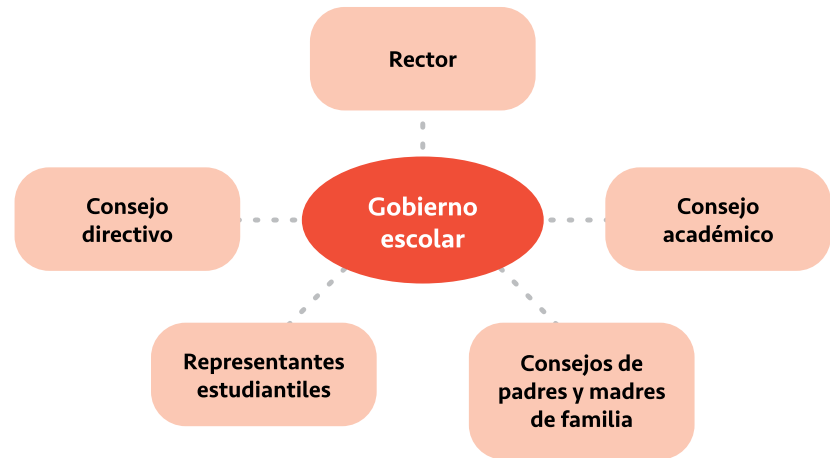 Rector
Consejo
directivo
Gobierno
escolar
Consejo
académico
Representantes
estudiantiles
Consejos de
padres y madres
de familia